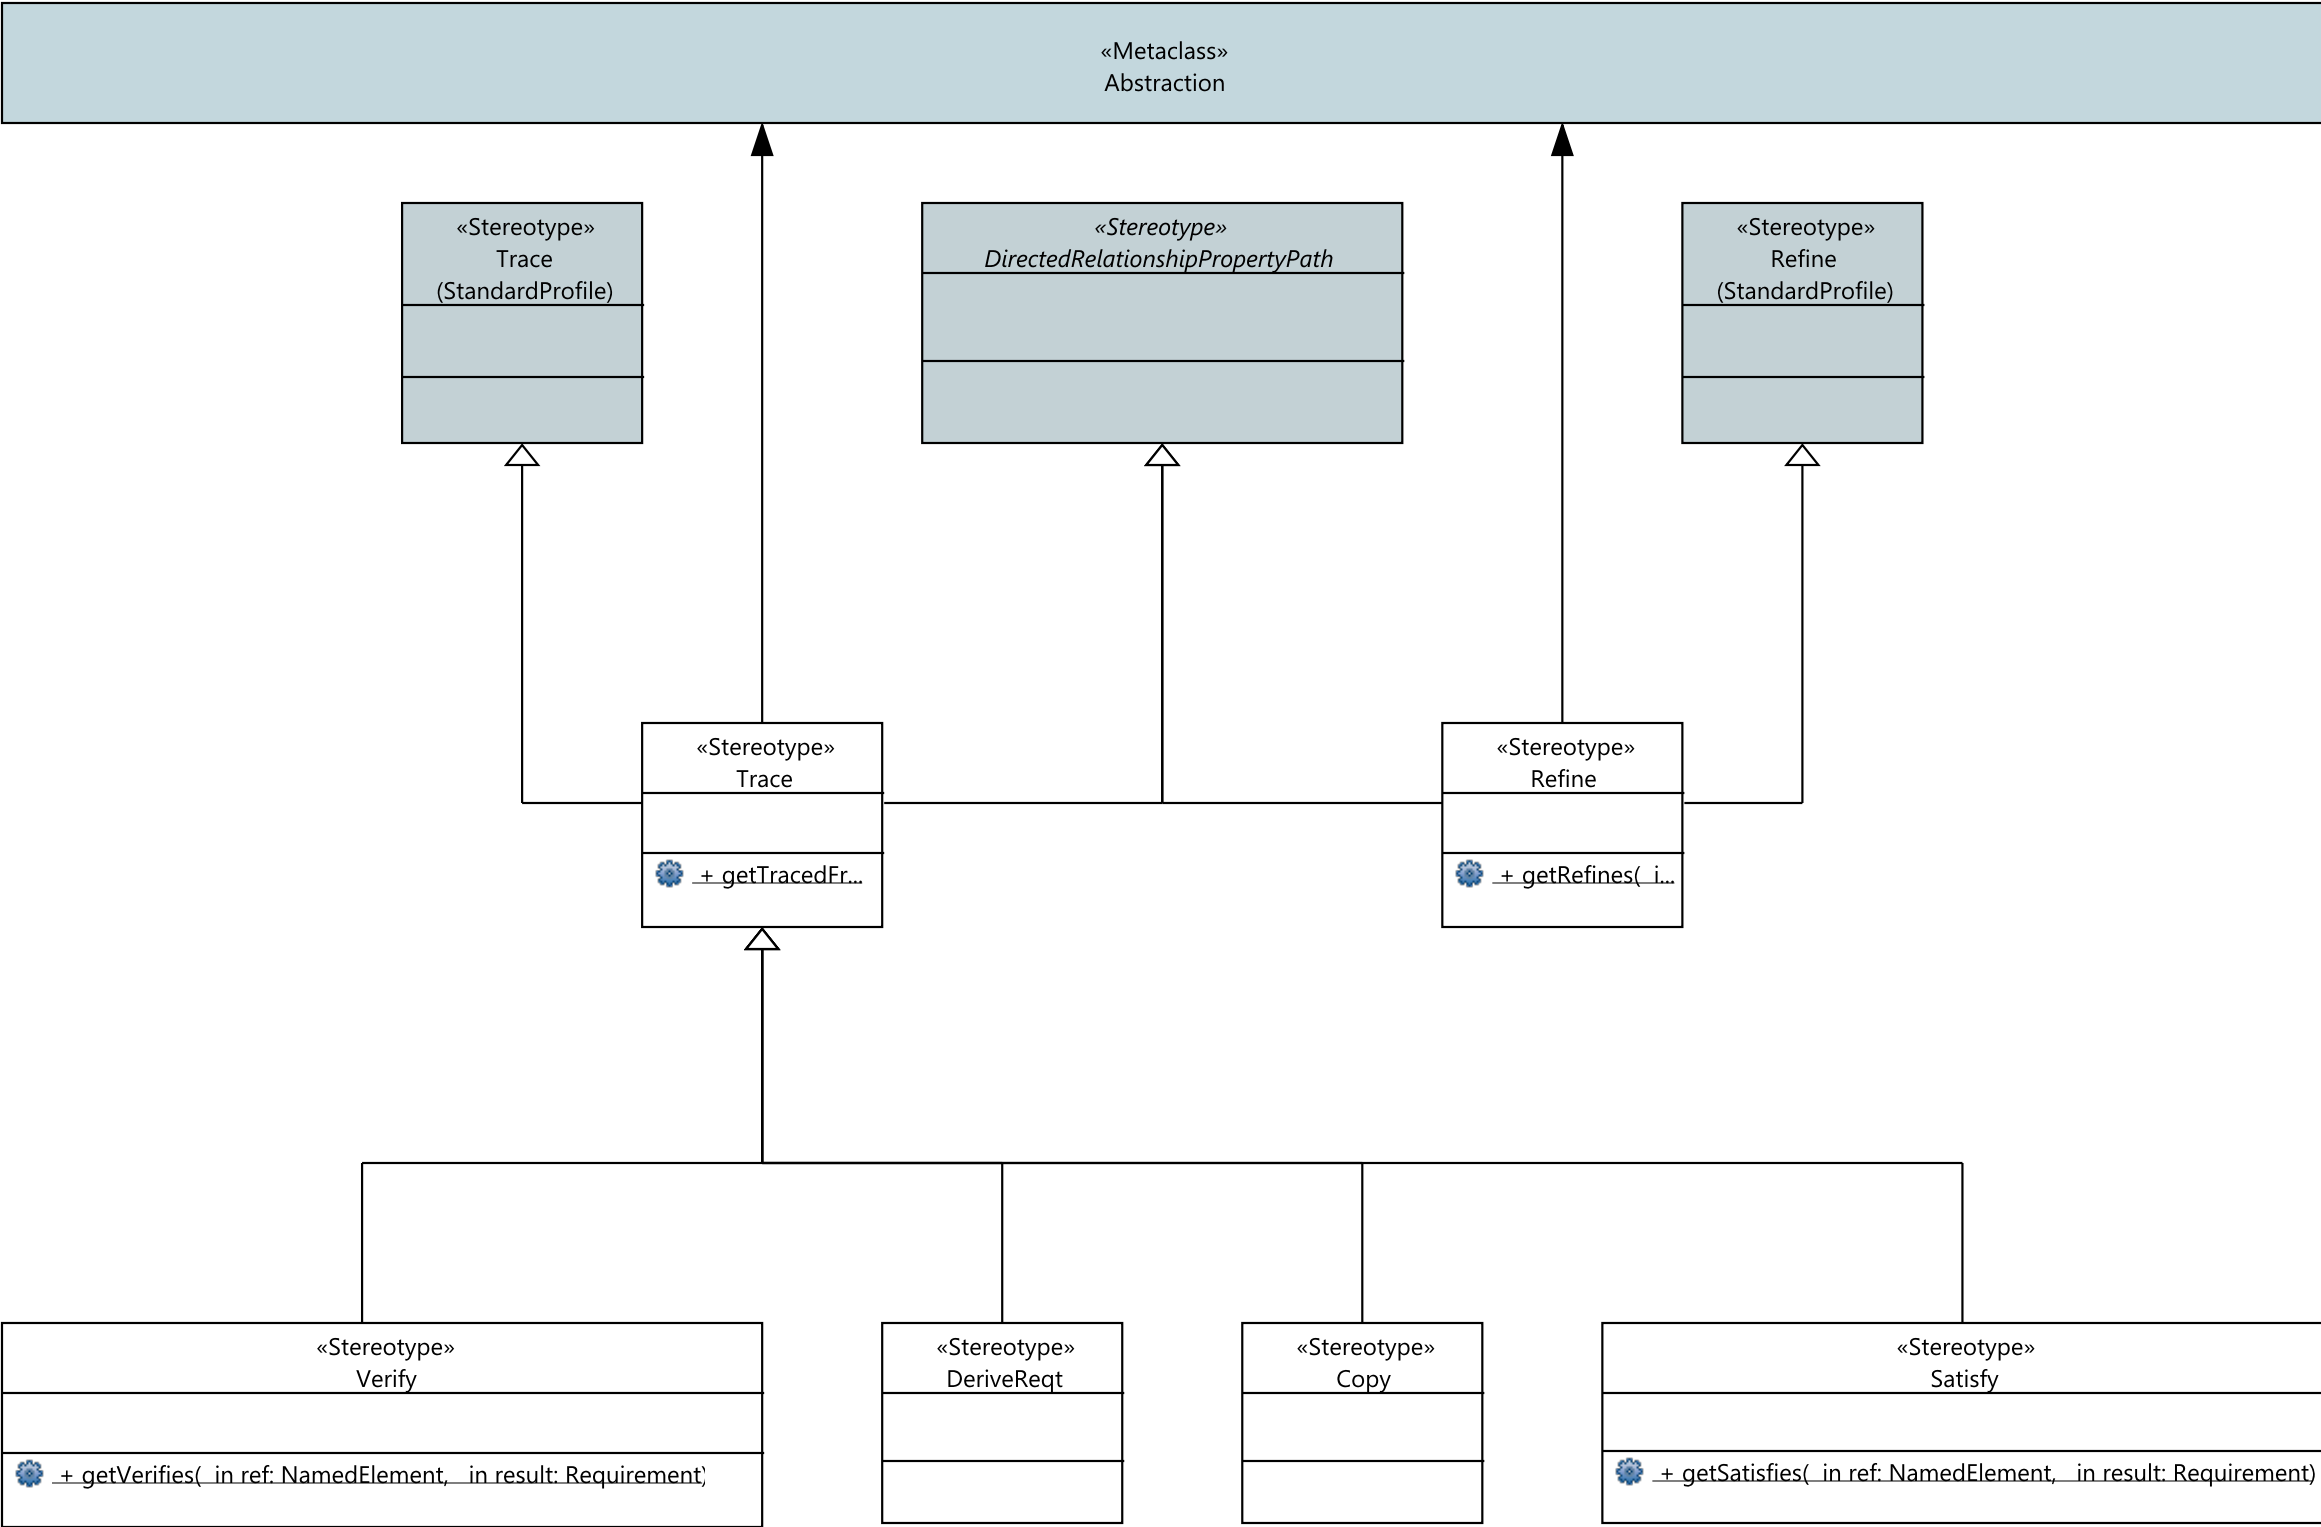 «Metaclass»
Abstraction
«Stereotype»
Trace
(StandardProfile)
«Stereotype»
DirectedRelationshipPropertyPath
«Stereotype»
Refine
(StandardProfile)
«Stereotype»
Trace
+ getTracedFr...
«Stereotype»
Refine
+ getRefines(  i...
«Stereotype»
Verify
+ getVerifies(  in ref: NamedElement,   in result: Requirement)
«Stereotype»
DeriveReqt
«Stereotype»
Copy
«Stereotype»
Satisfy
+ getSatisfies(  in ref: NamedElement,   in result: Requirement)